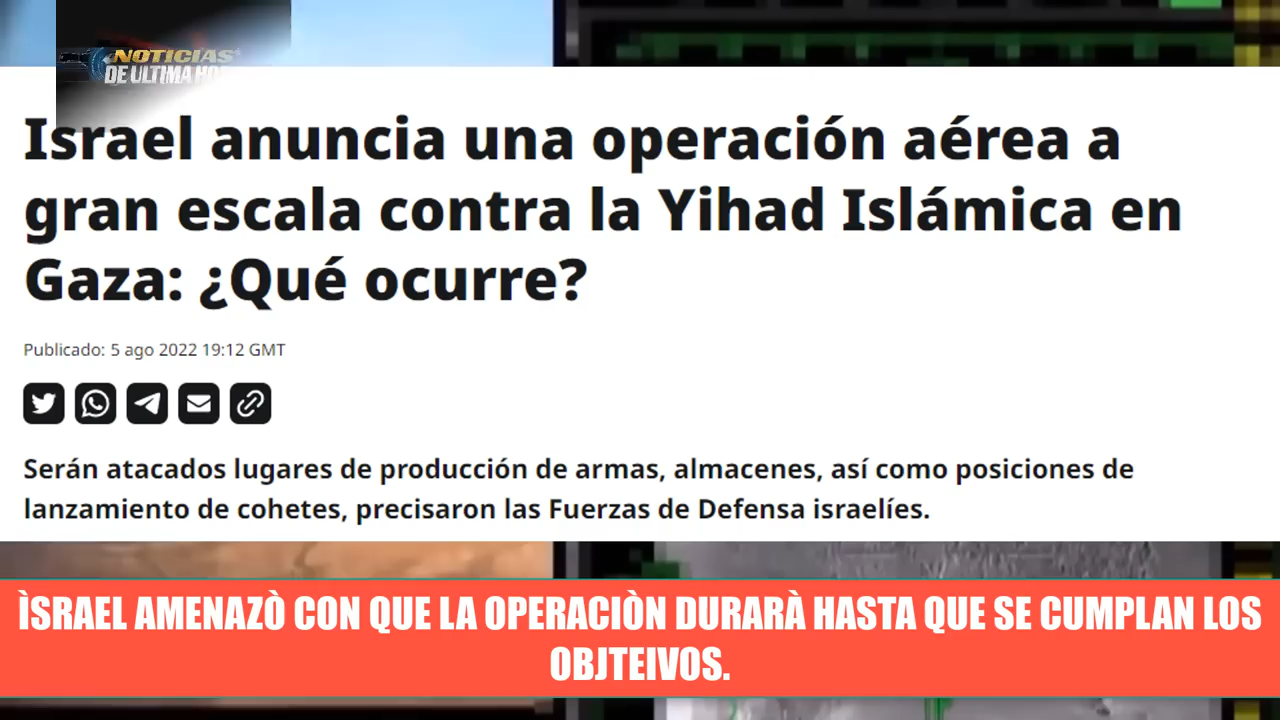 NOTICIAS
DE ULTIMA HO
Israel anuncia una operación aérea a
gran escala contra la Yihad Islámica en
Gaza: ¿Qué ocurre?
Publicado: 5 ago 2022 19:12 GMT
Serán atacados lugares de producción de armas, almacenes, así como posiciones de
lanzamiento de cohetes, precisaron las Fuerzas de Defensa israelíes.
ÌSRAEL AMENAZÒ CON QUE LA OPERACIÒN DURARÀ HASTA QUE SE CUMPLAN LOS
OBJTEIVOS.